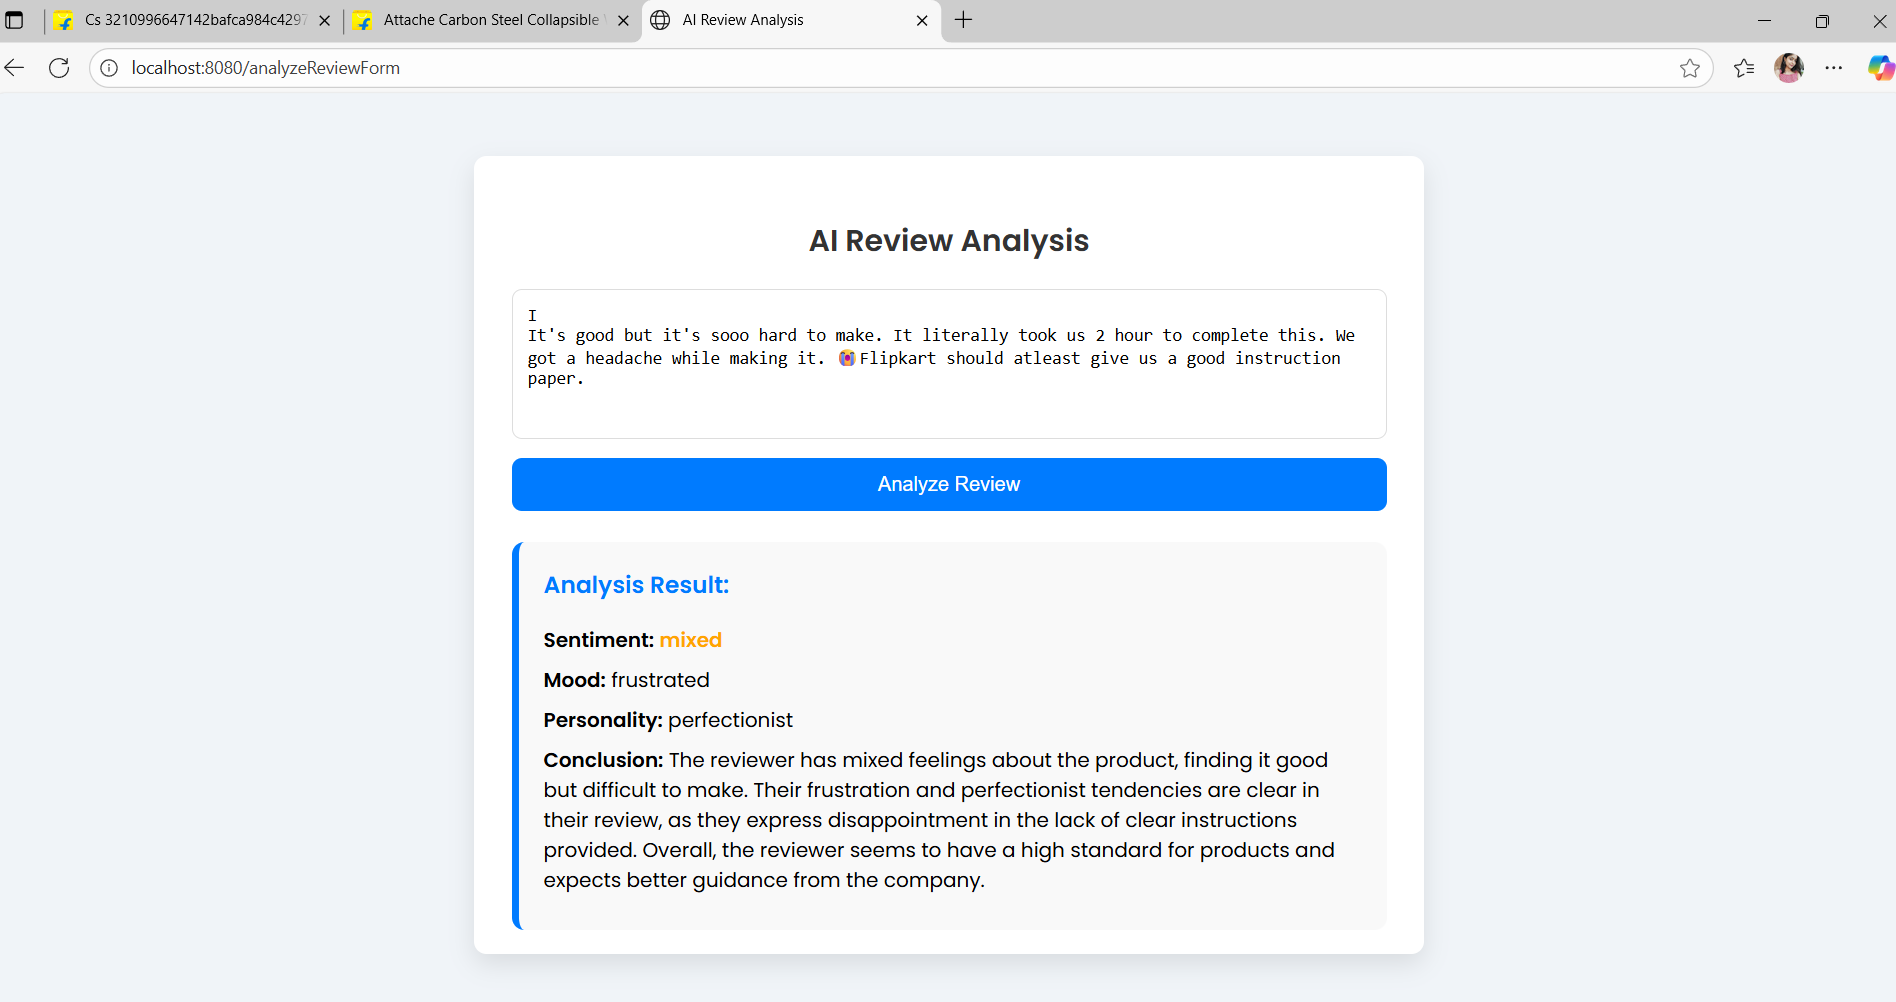 Cs 3210996647142bafca984c4297
Attache Carbon Steel Collapsible
AI Review Analysis
localhost:8080/analyzeReviewForm
AI Review Analysis
I
It's good but it's sooo hard to make. It literally took us 2 hour to complete this. We
got a headache while making it. 😭Flipkart should atleast give us a good instruction
paper.
Analyze Review
Analysis Result:
Sentiment: mixed
Mood: frustrated
Personality: perfectionist
Conclusion: The reviewer has mixed feelings about the product, finding it good
but difficult to make. Their frustration and perfectionist tendencies are clear in
their review, as they express disappointment in the lack of clear instructions
provided. Overall, the reviewer seems to have a high standard for products and
expects better guidance from the company.